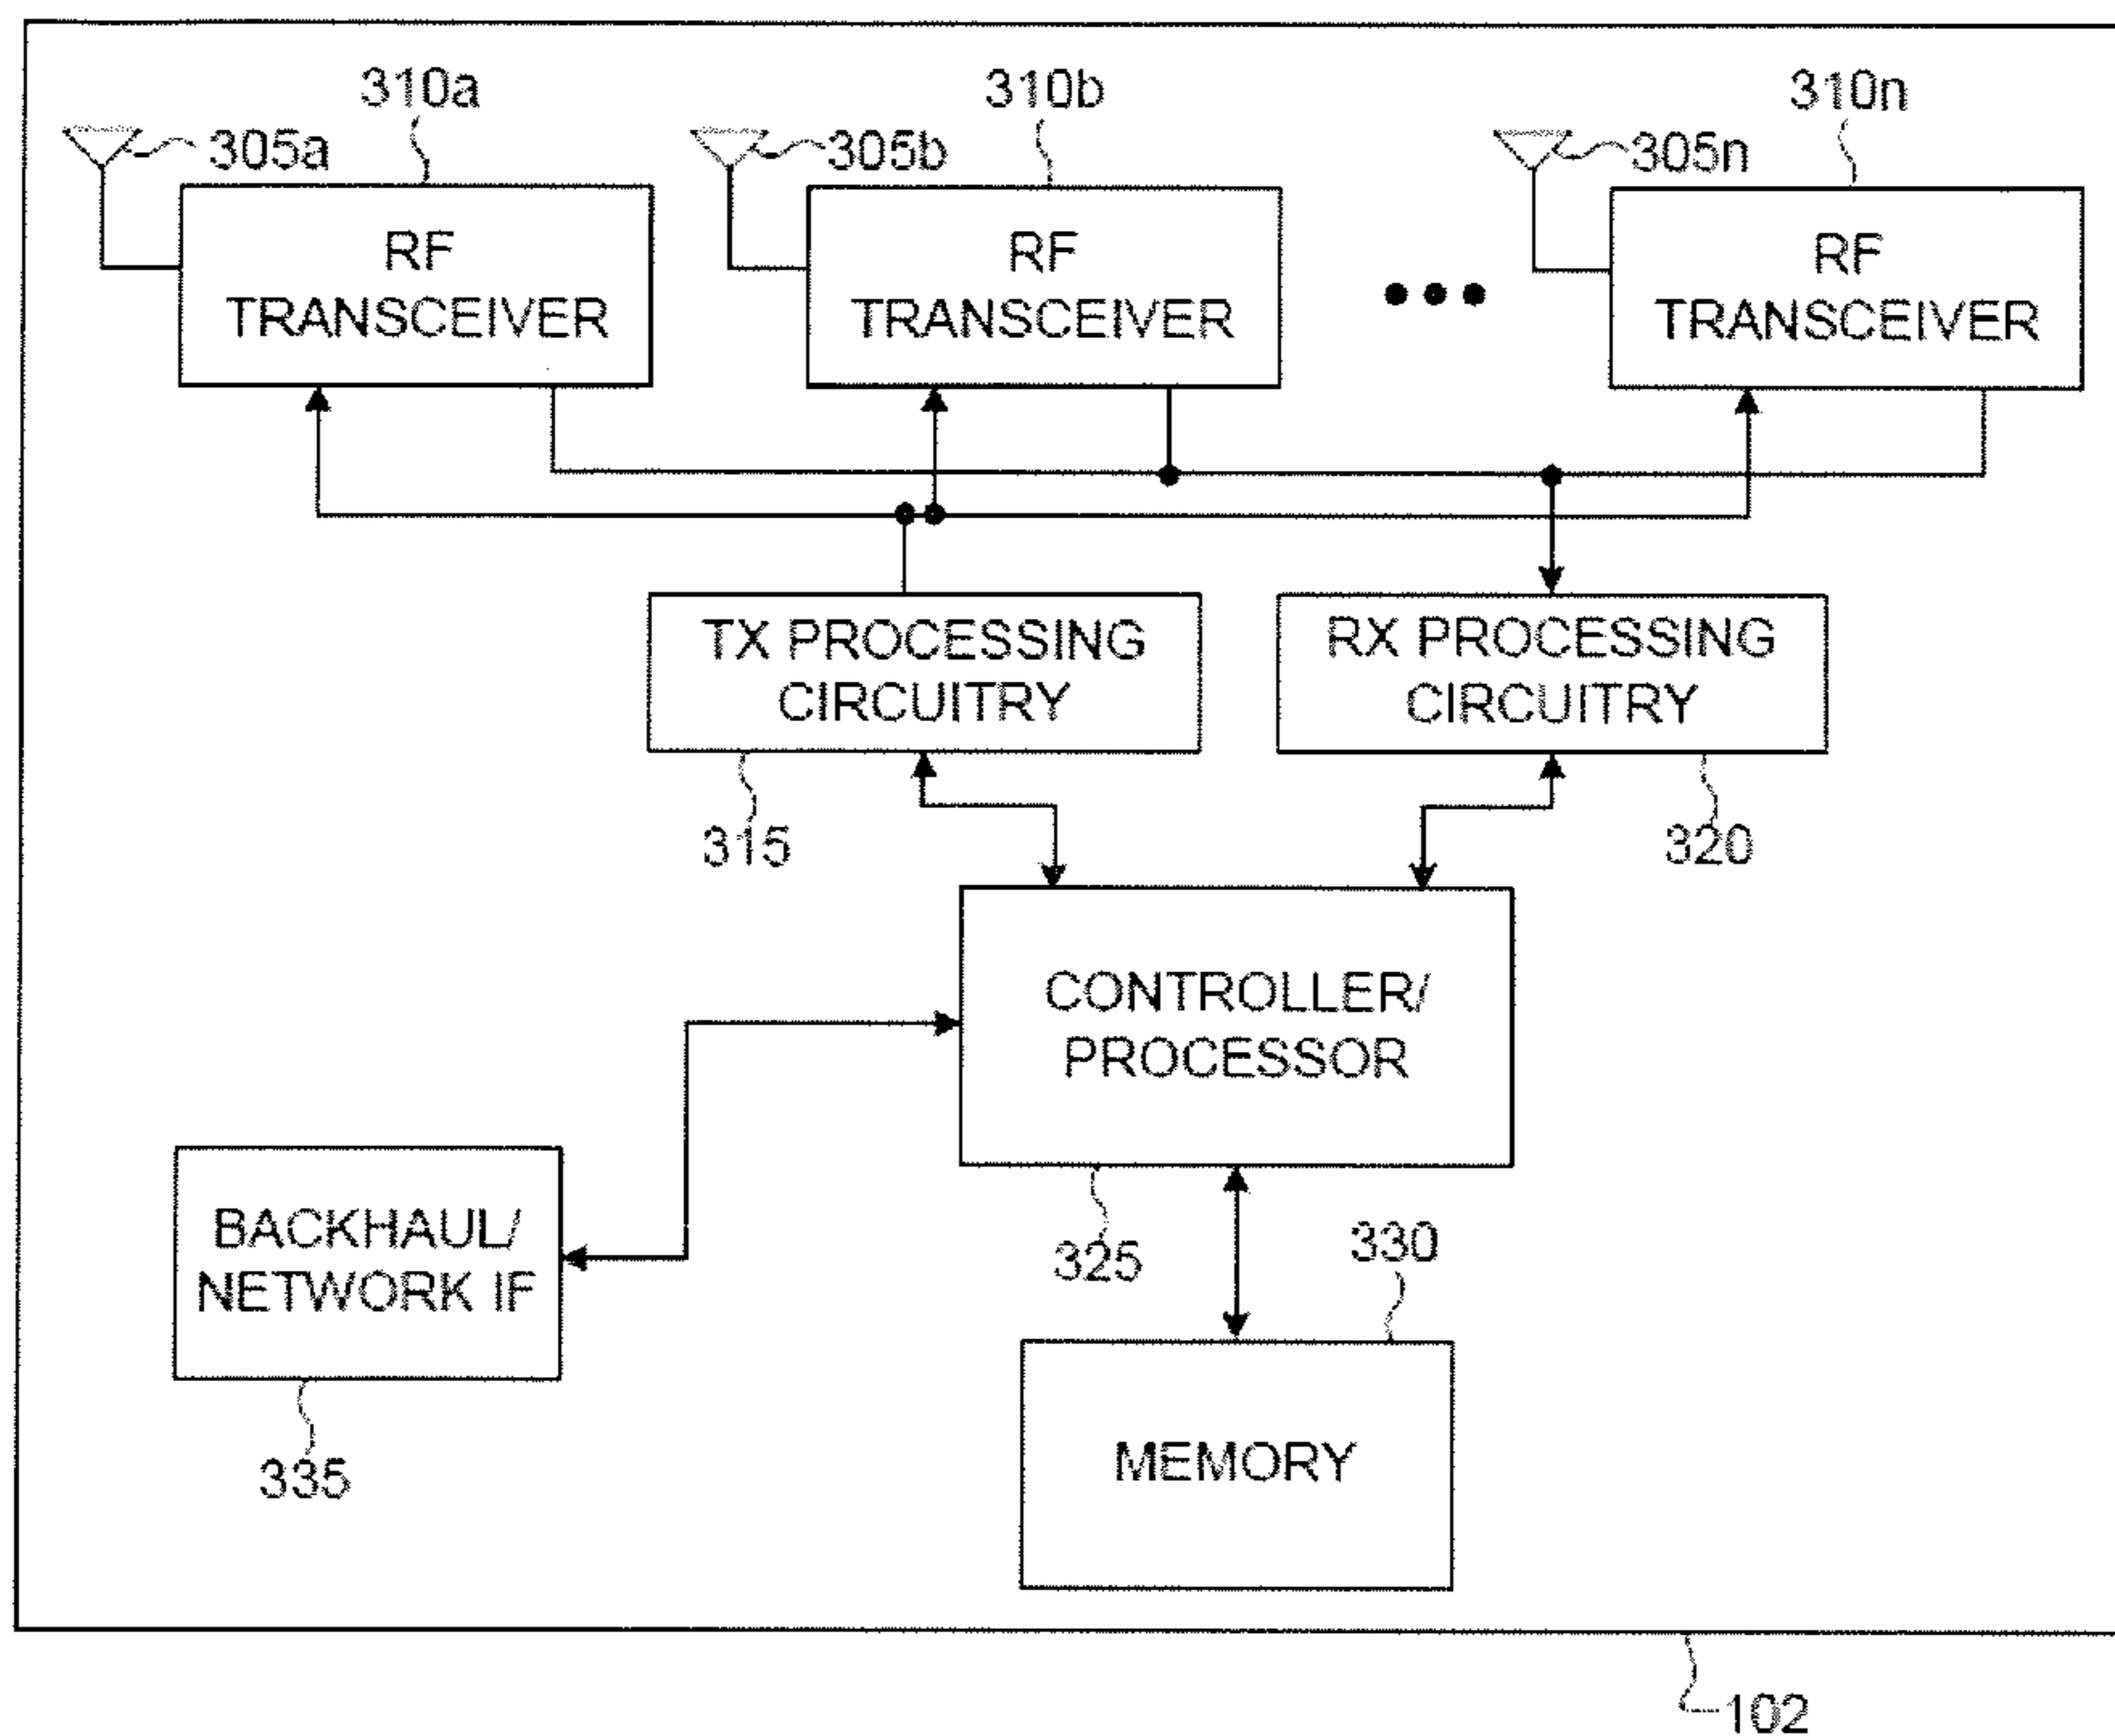 310a
310b
310n
305a
305b
305n
RF
TRANSCEIVER
RF
TRANSCEIVER
RF
TRANSCEIVER
TX PROCESSING
CIRCUITRY
RX PROCESSING
CIRCUITRY
315
320
CONTROLLER/
PROCESSOR
BACKHAUL/
NETWORK IF
325
330
335
MEMORY
102